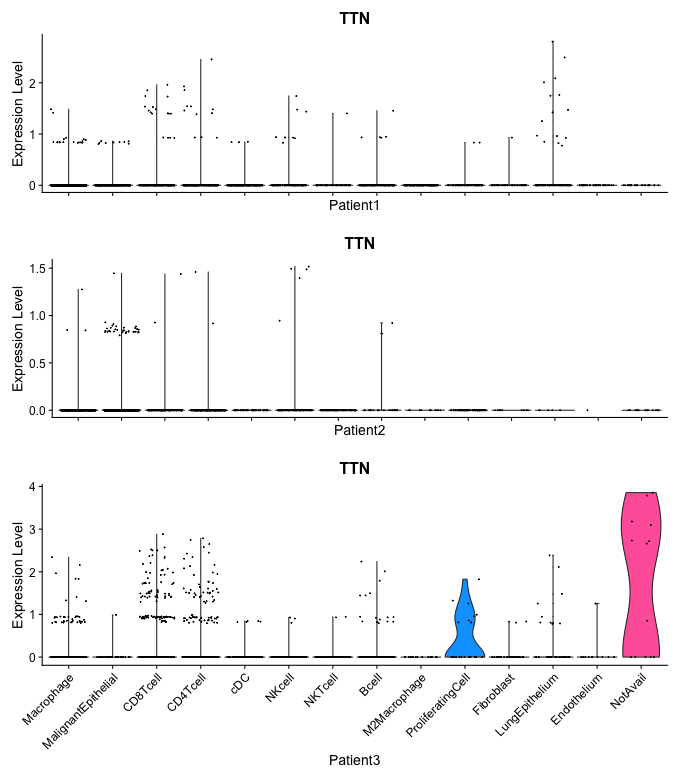 TTN
Expression Level
2
1
0
Patient1
TTN
Expression Level
1.5
1.0
0.5
0.0
Patient2
TTN
Expression Level
4
3
2
1
0
Macrophage
MalignantEpithelial
CD8Tcell
CD4Tcell
cDC
NKcell
NKTcell
Bcell
M2Macrophage
ProliferatingCell
Fibroblast
LungEpithelium
Endothelium
NotAvail
Patient3